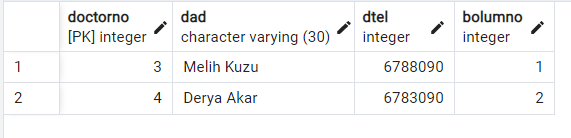 doctorno dad dtel bolumno
[PK] integer character varying (30) integer integer
1 3 Melih Kuzu 6788090 1
2 4 Derya Akar 6783090 2